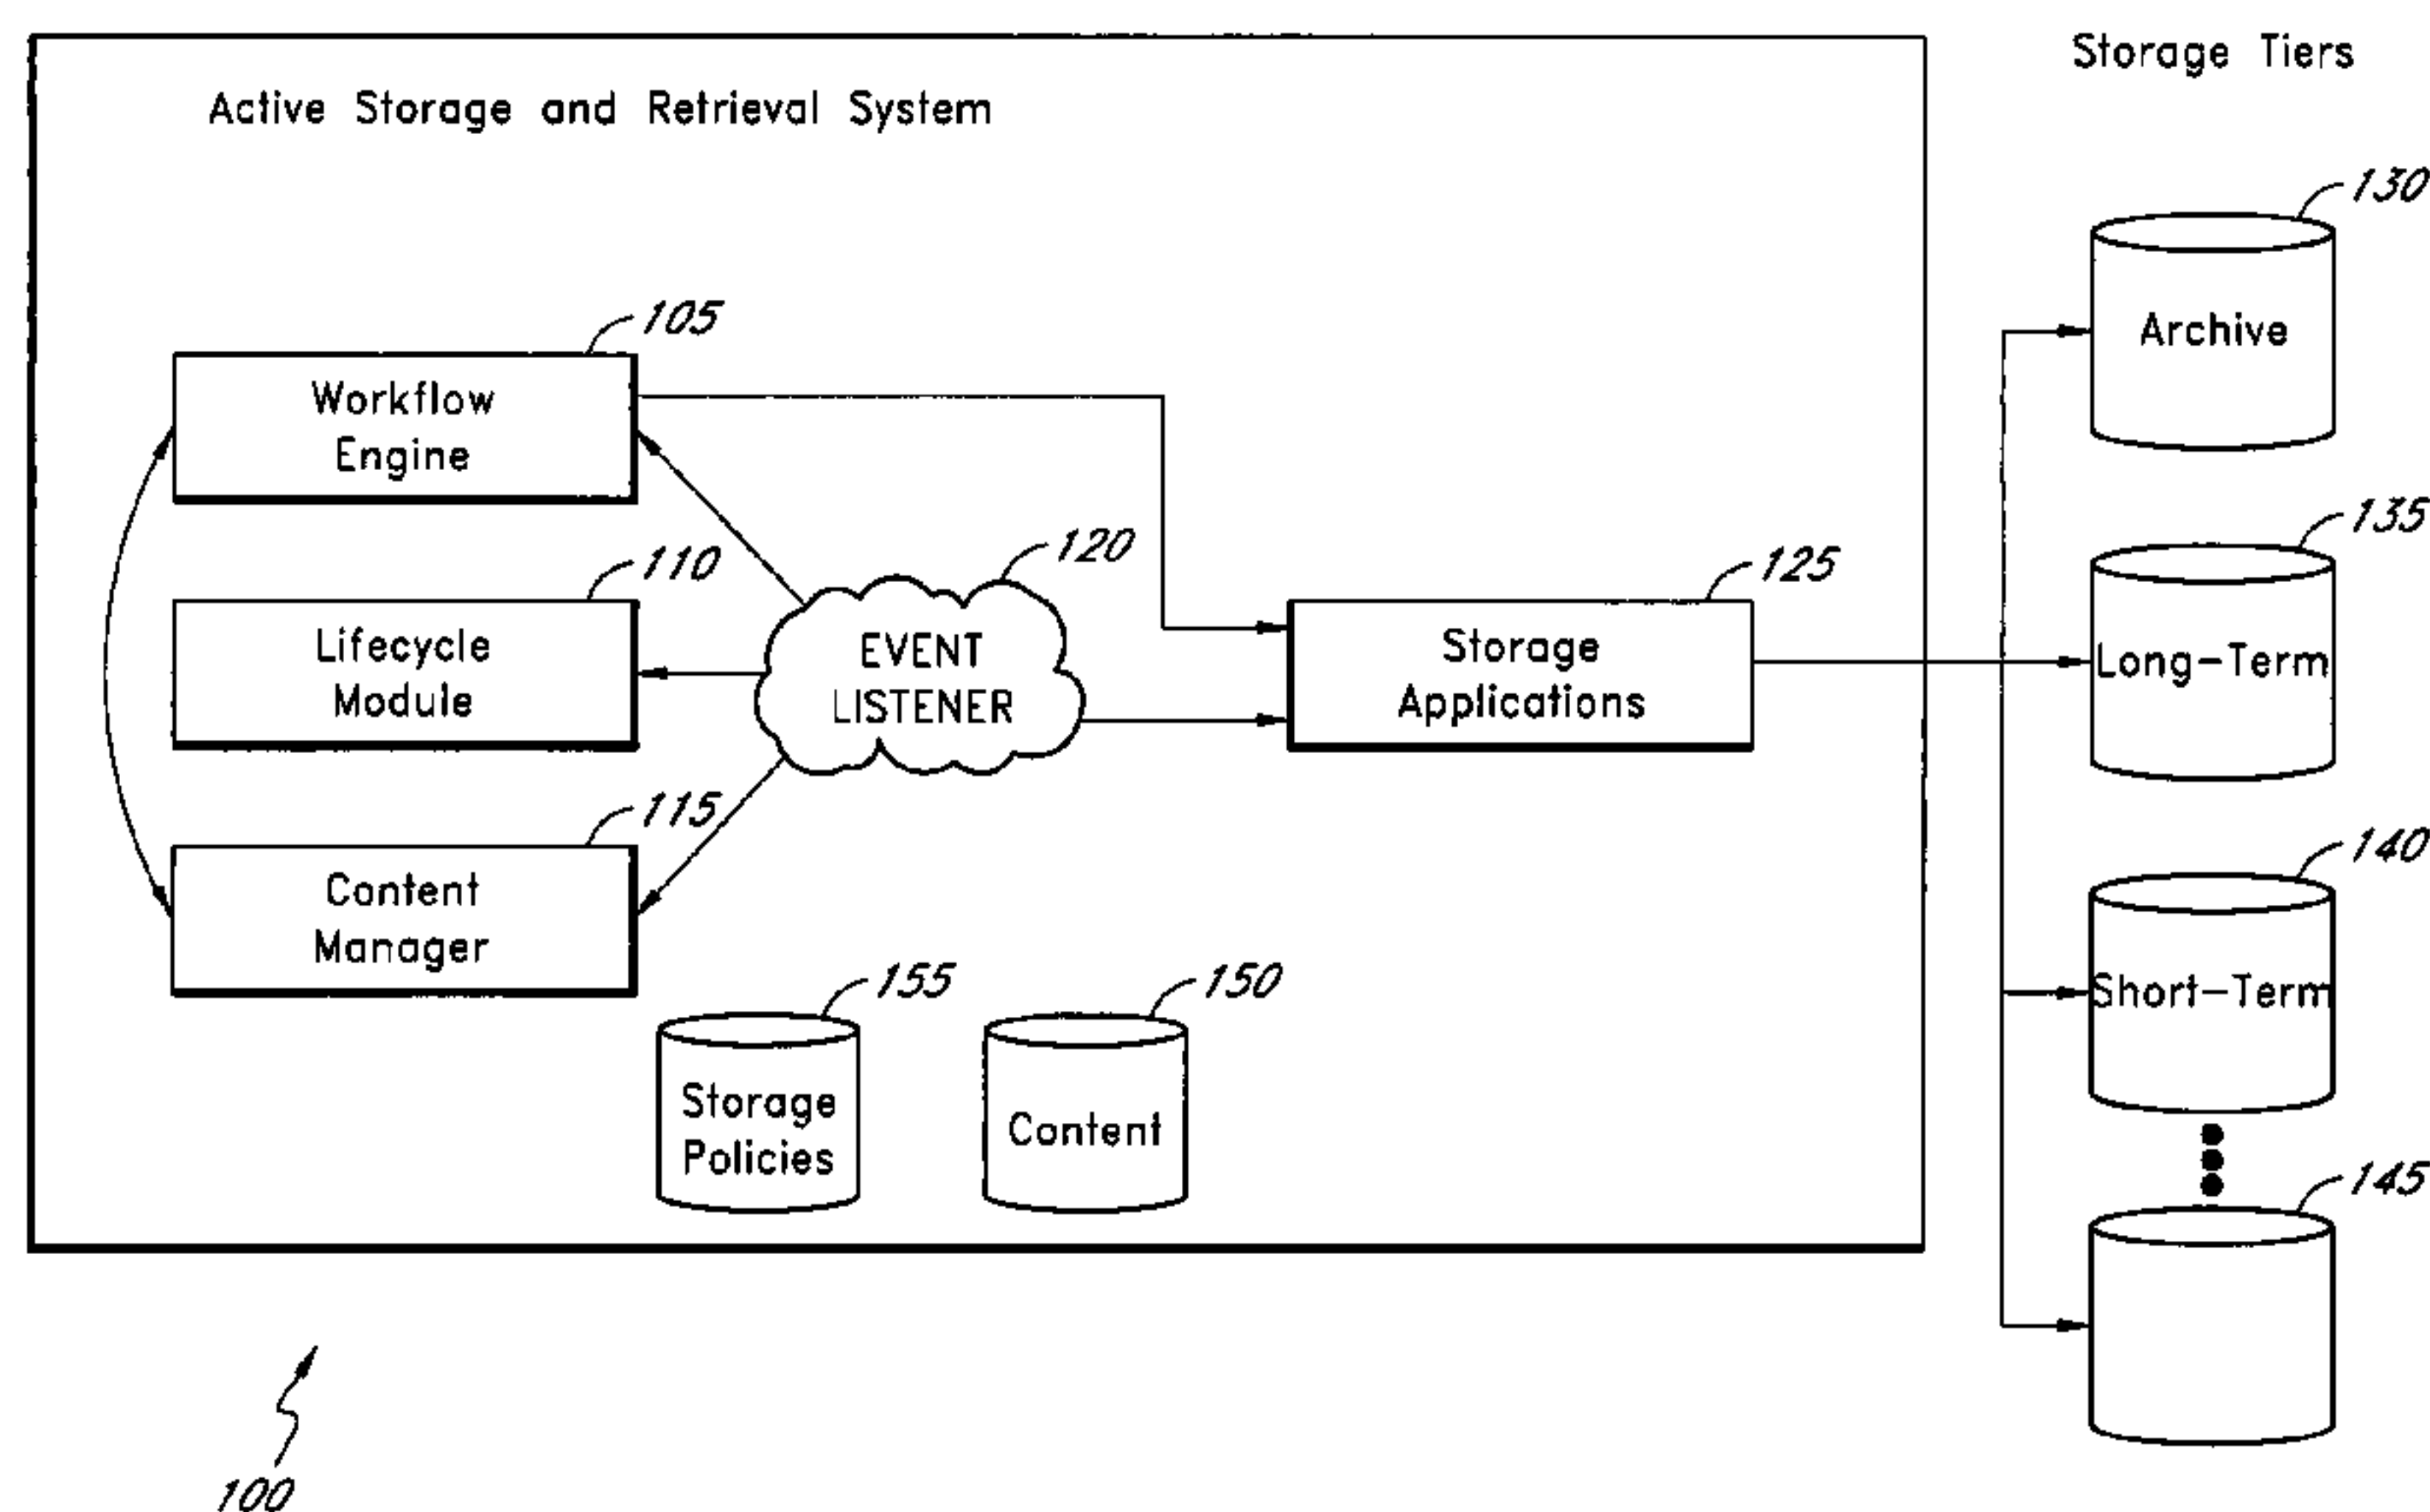 Storage Tiers
Active Storage and Retrieval System
130
Archive
105
Workflow
Engine
135
Long-Term
110
Lifecycle
Module
120
EVENT
LISTENER
125
Storage
Applications
115
Content
Manager
140
Short-Term
155
Storage
Policies
150
Content
145
100